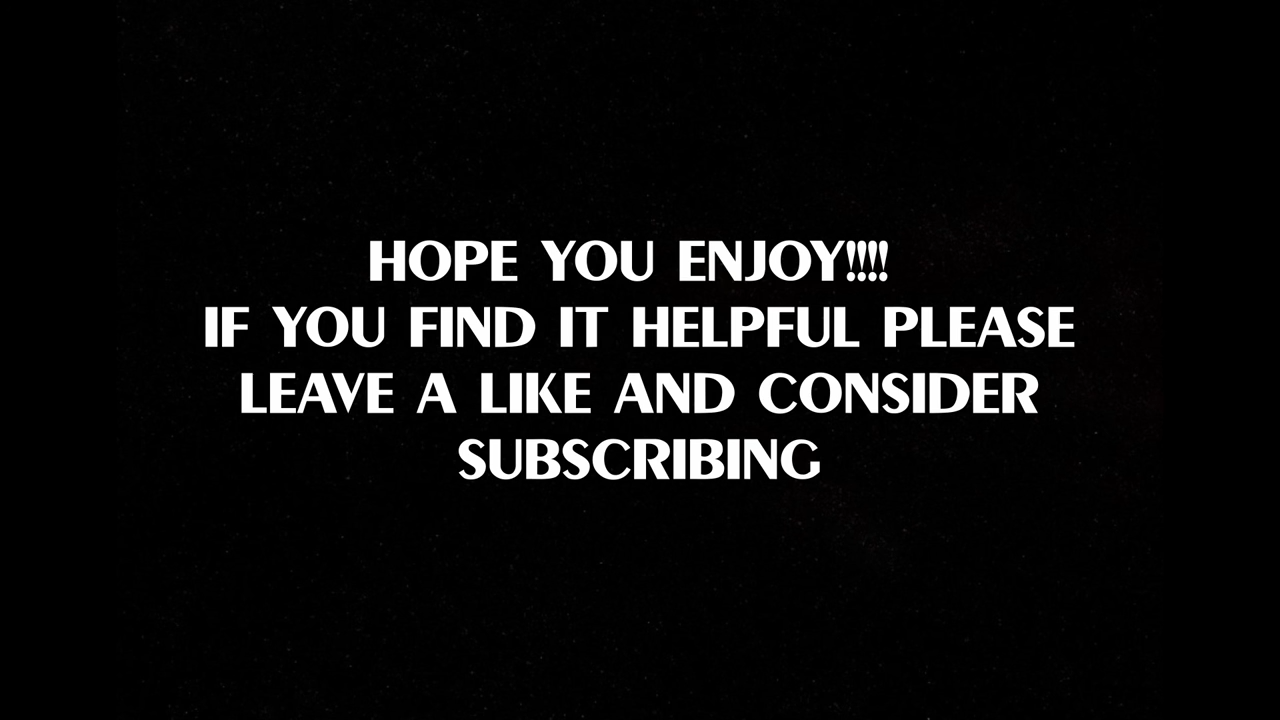 HOPE YOU ENJOY!!!!
IF YOU FIND IT HELPFUL PLEASE
LEAVE A LIKE AND CONSIDER
SUBSCRIBING